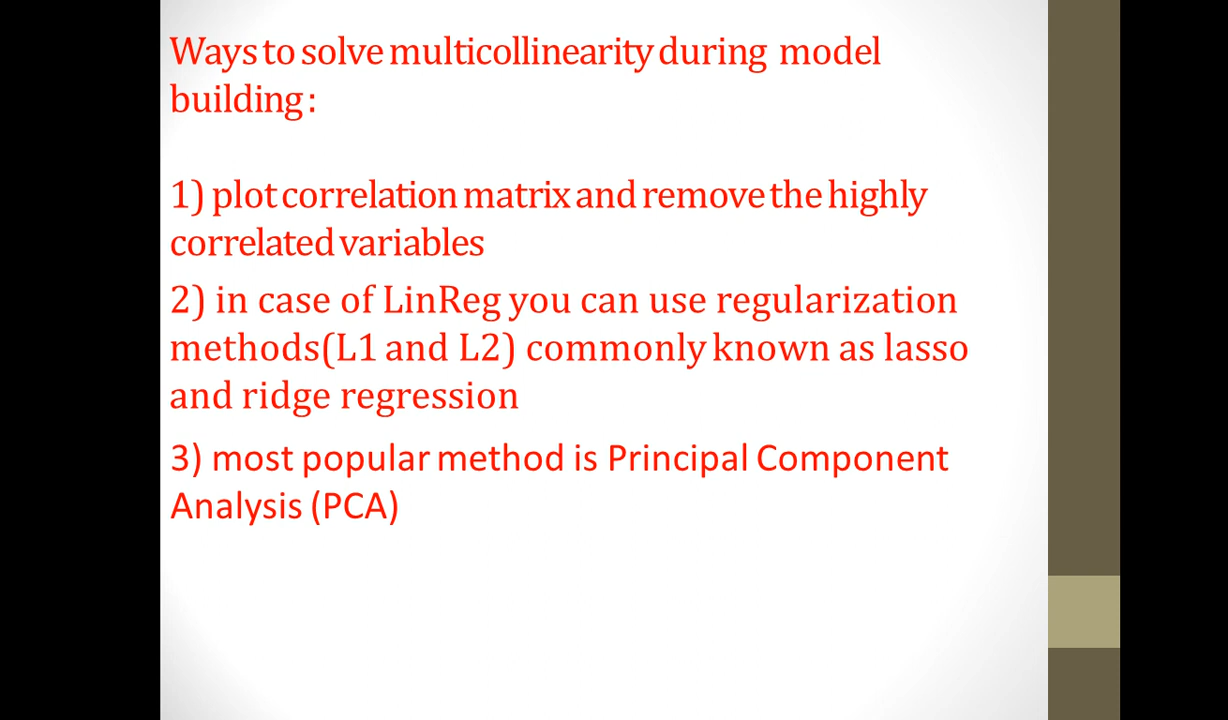 Ways to solve multicollinearity during model
building :
1) plot correlation matrix and remove the highly
correlated variables
2) in case of LinReg you can use regularization
methods(L1 and L2) commonly known as lasso
and ridge regression
3) most popular method is Principal Component
Analysis (PCA)